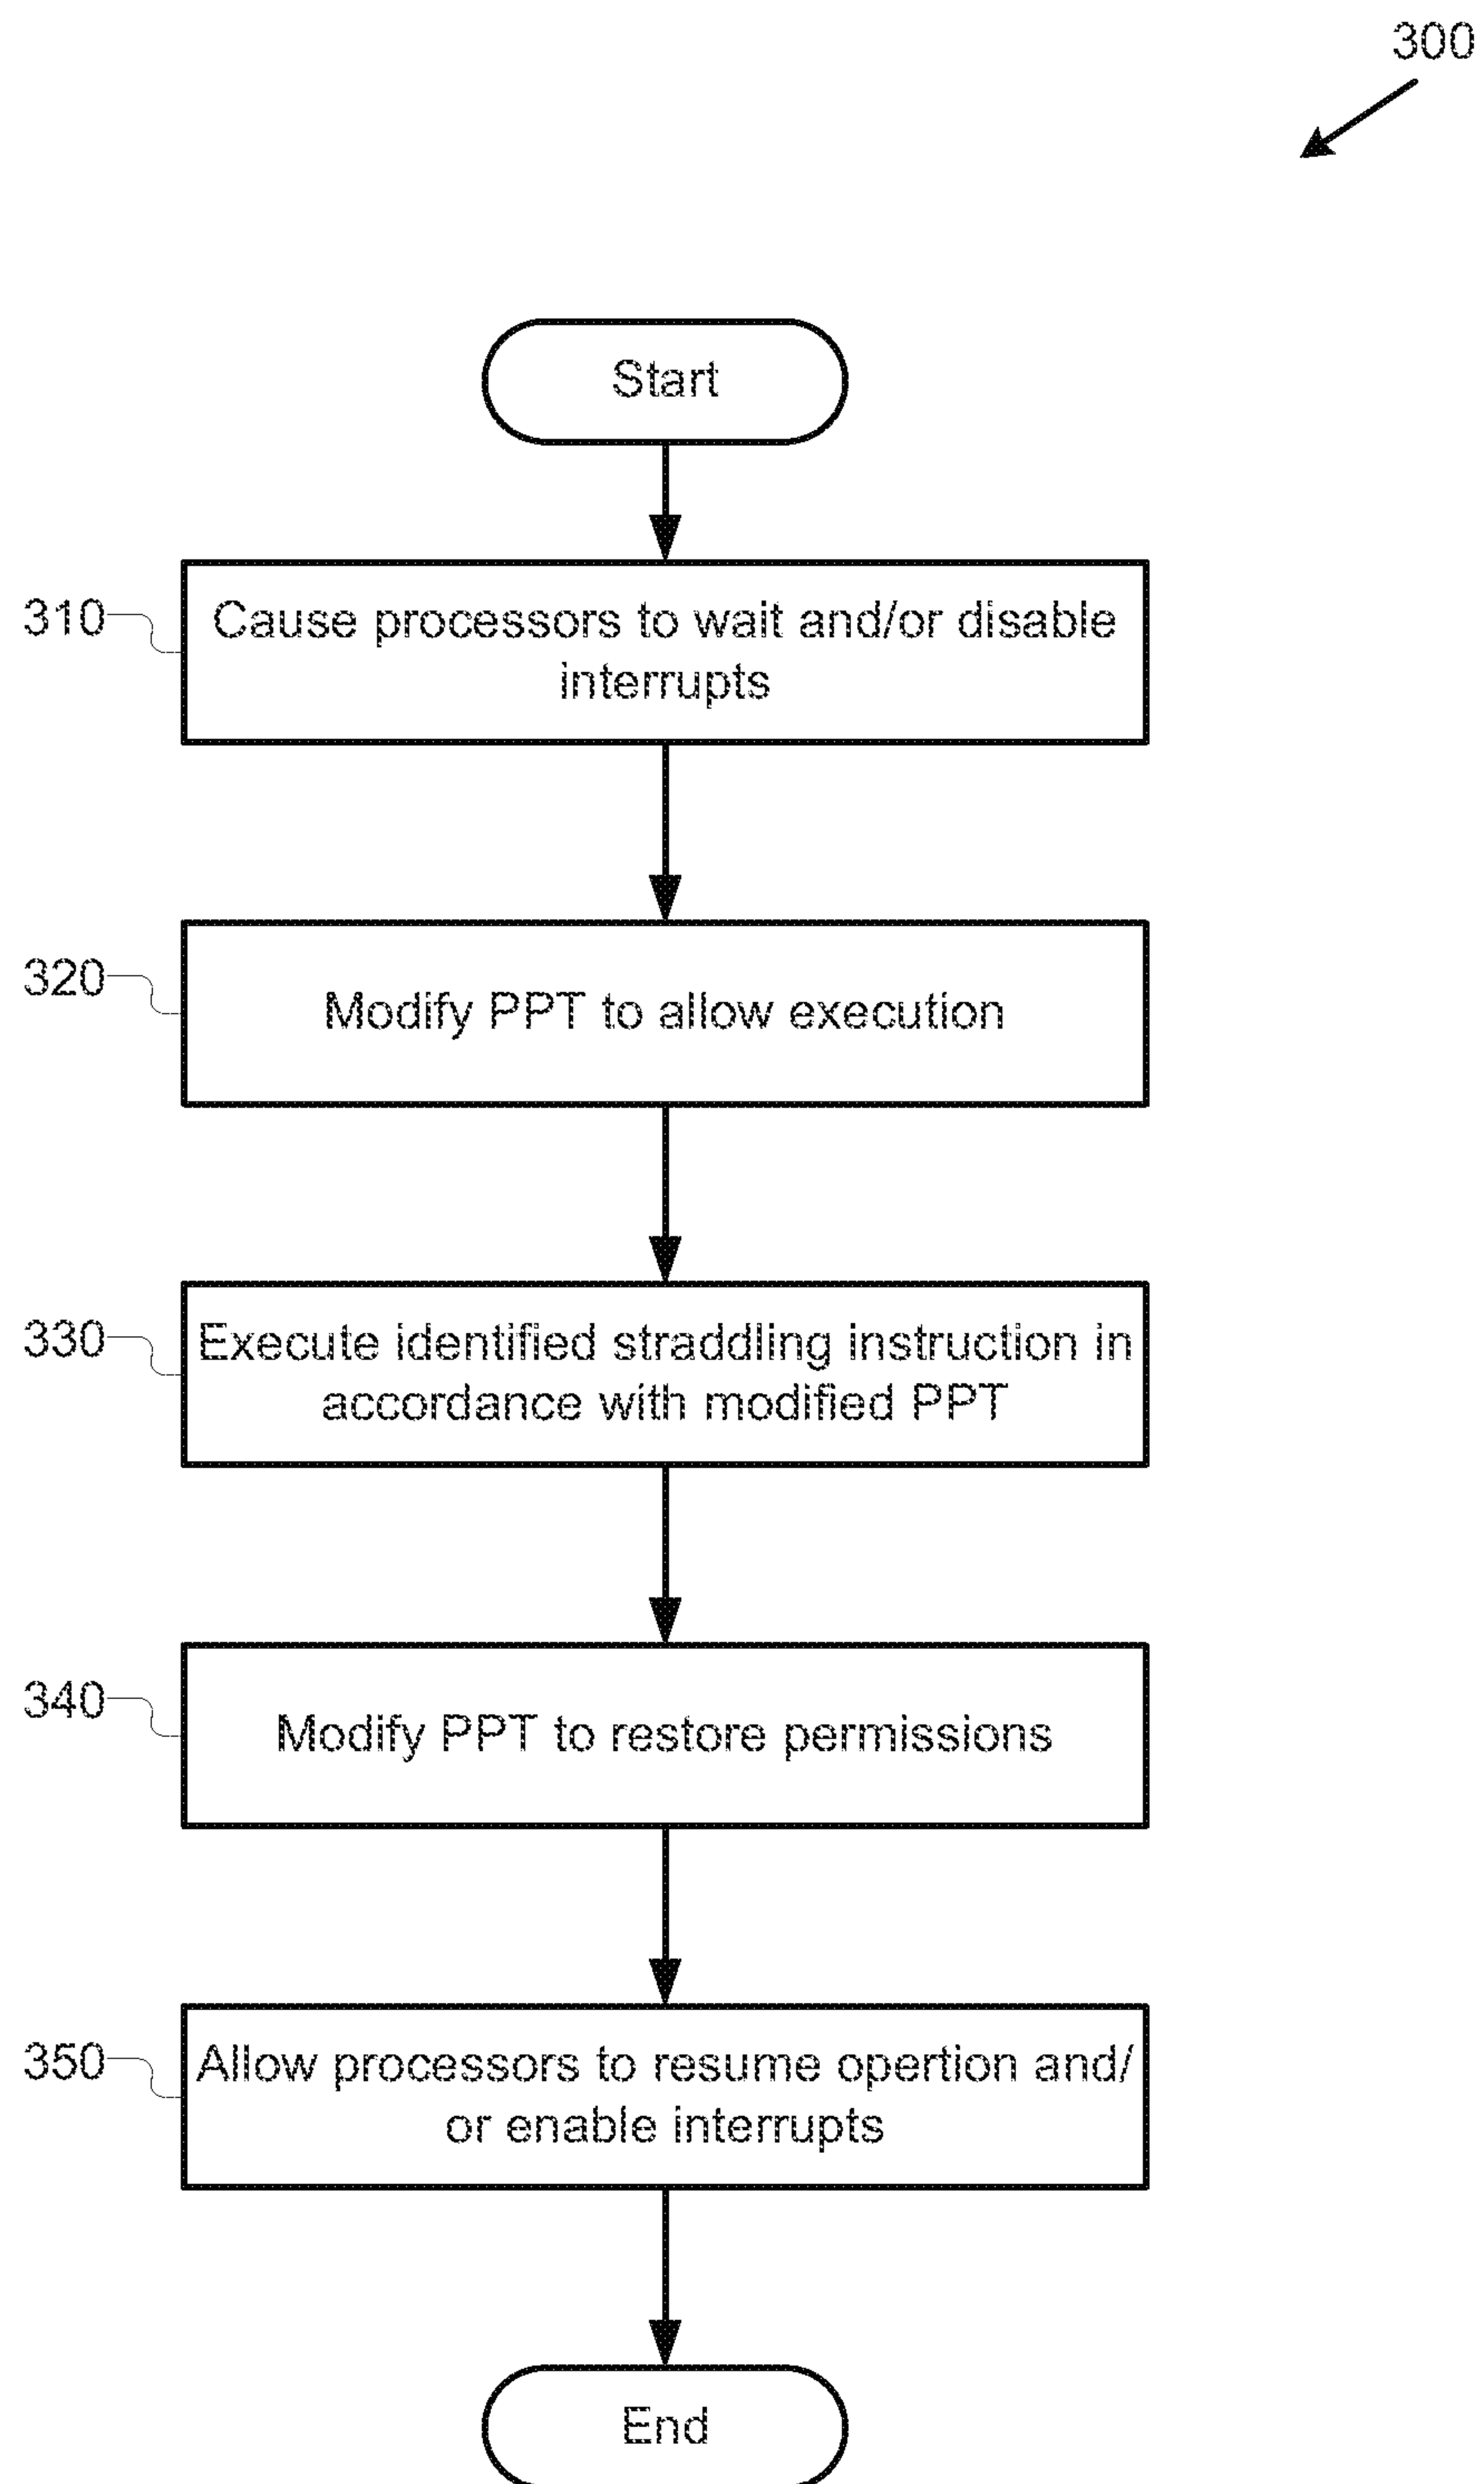 300
Start
310
Cause processors to wait and/or disable
interrupts
320
Modify PPT to allow execution
330
Execute identified straddling instruction in
accordance with modified PPT
340
Modify PPT to restore permissions
350
Allow processors to resume opertion and/
or enable interrupts
End